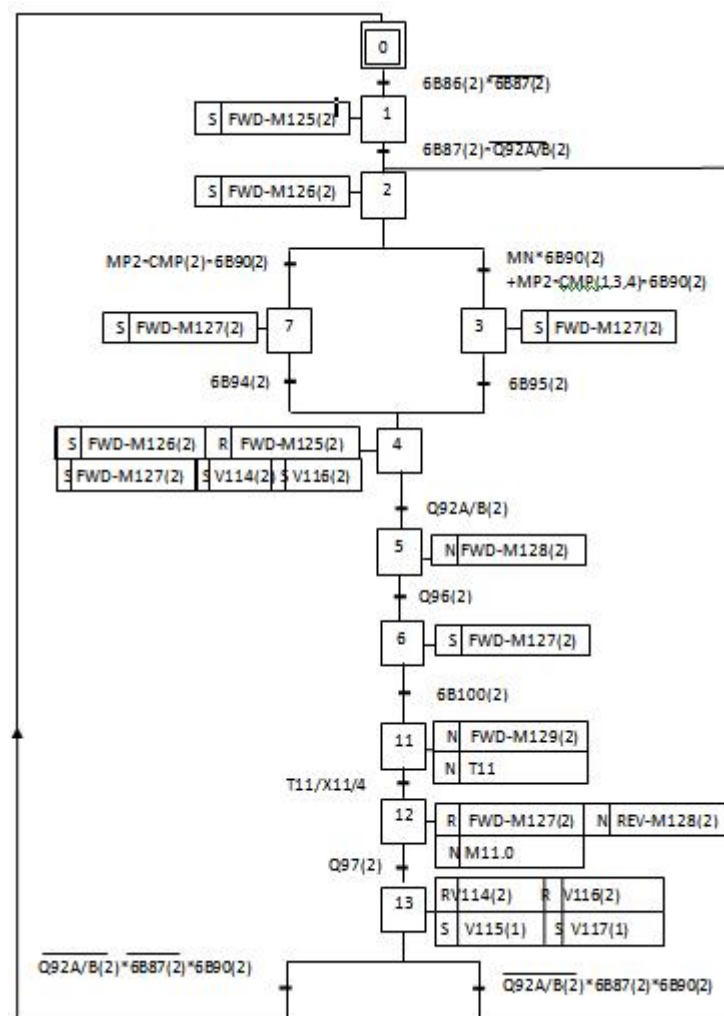 0
6B86(2)*6B87(2)
S FWD-M125(2)
1
6B87(2)-Q92A/B(2)
S FWD-M126(2)
2
MP2-CMP(2)-6B90(2)
MN*6B90(2)
+MP2-CMP(1,3,4)-6B90(2)
S FWD-M127(2)
7
3
S FWD-M127(2)
6B94(2)
6B95(2)
S FWD-M126(2) R FWD-M125(2)
4
S FWD-M127(2) S V114(2) S V116(2)
Q92A/B(2)
5
N FWD-M128(2)
Q96(2)
6
S FWD-M127(2)
6B100(2)
11
N FWD-M129(2)
N T11
T11/X11/4
12
R FWD-M127(2) N REV-M128(2)
N M11.0
Q97(2)
13
R V114(2) R V116(2)
S V115(1) S V117(1)
Q92A/B(2)*6B87(2)*6B90(2)
Q92A/B(2)*6B87(2)*6B90(2)